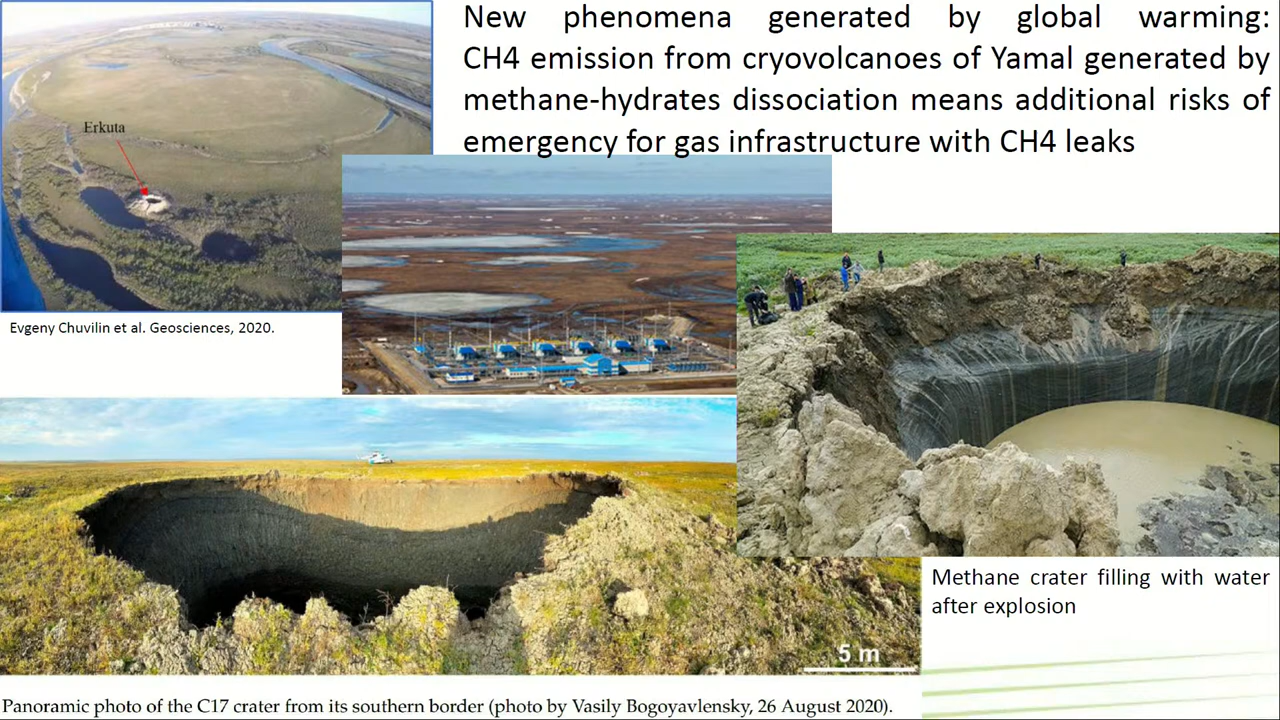 New phenomena generated by global warming:
CH4 emission from cryovolcanoes of Yamal generated by
methane-hydrates dissociation means additional risks of
emergency for gas infrastructure with CH4 leaks
Erkuta
Evgeny Chuvilin et al. Geosciences, 2020.
Methane crater filling with water
after explosion
5 m
Panoramic photo of the C17 crater from its southern border (photo by Vasily Bogoyavlensky, 26 August 2020).